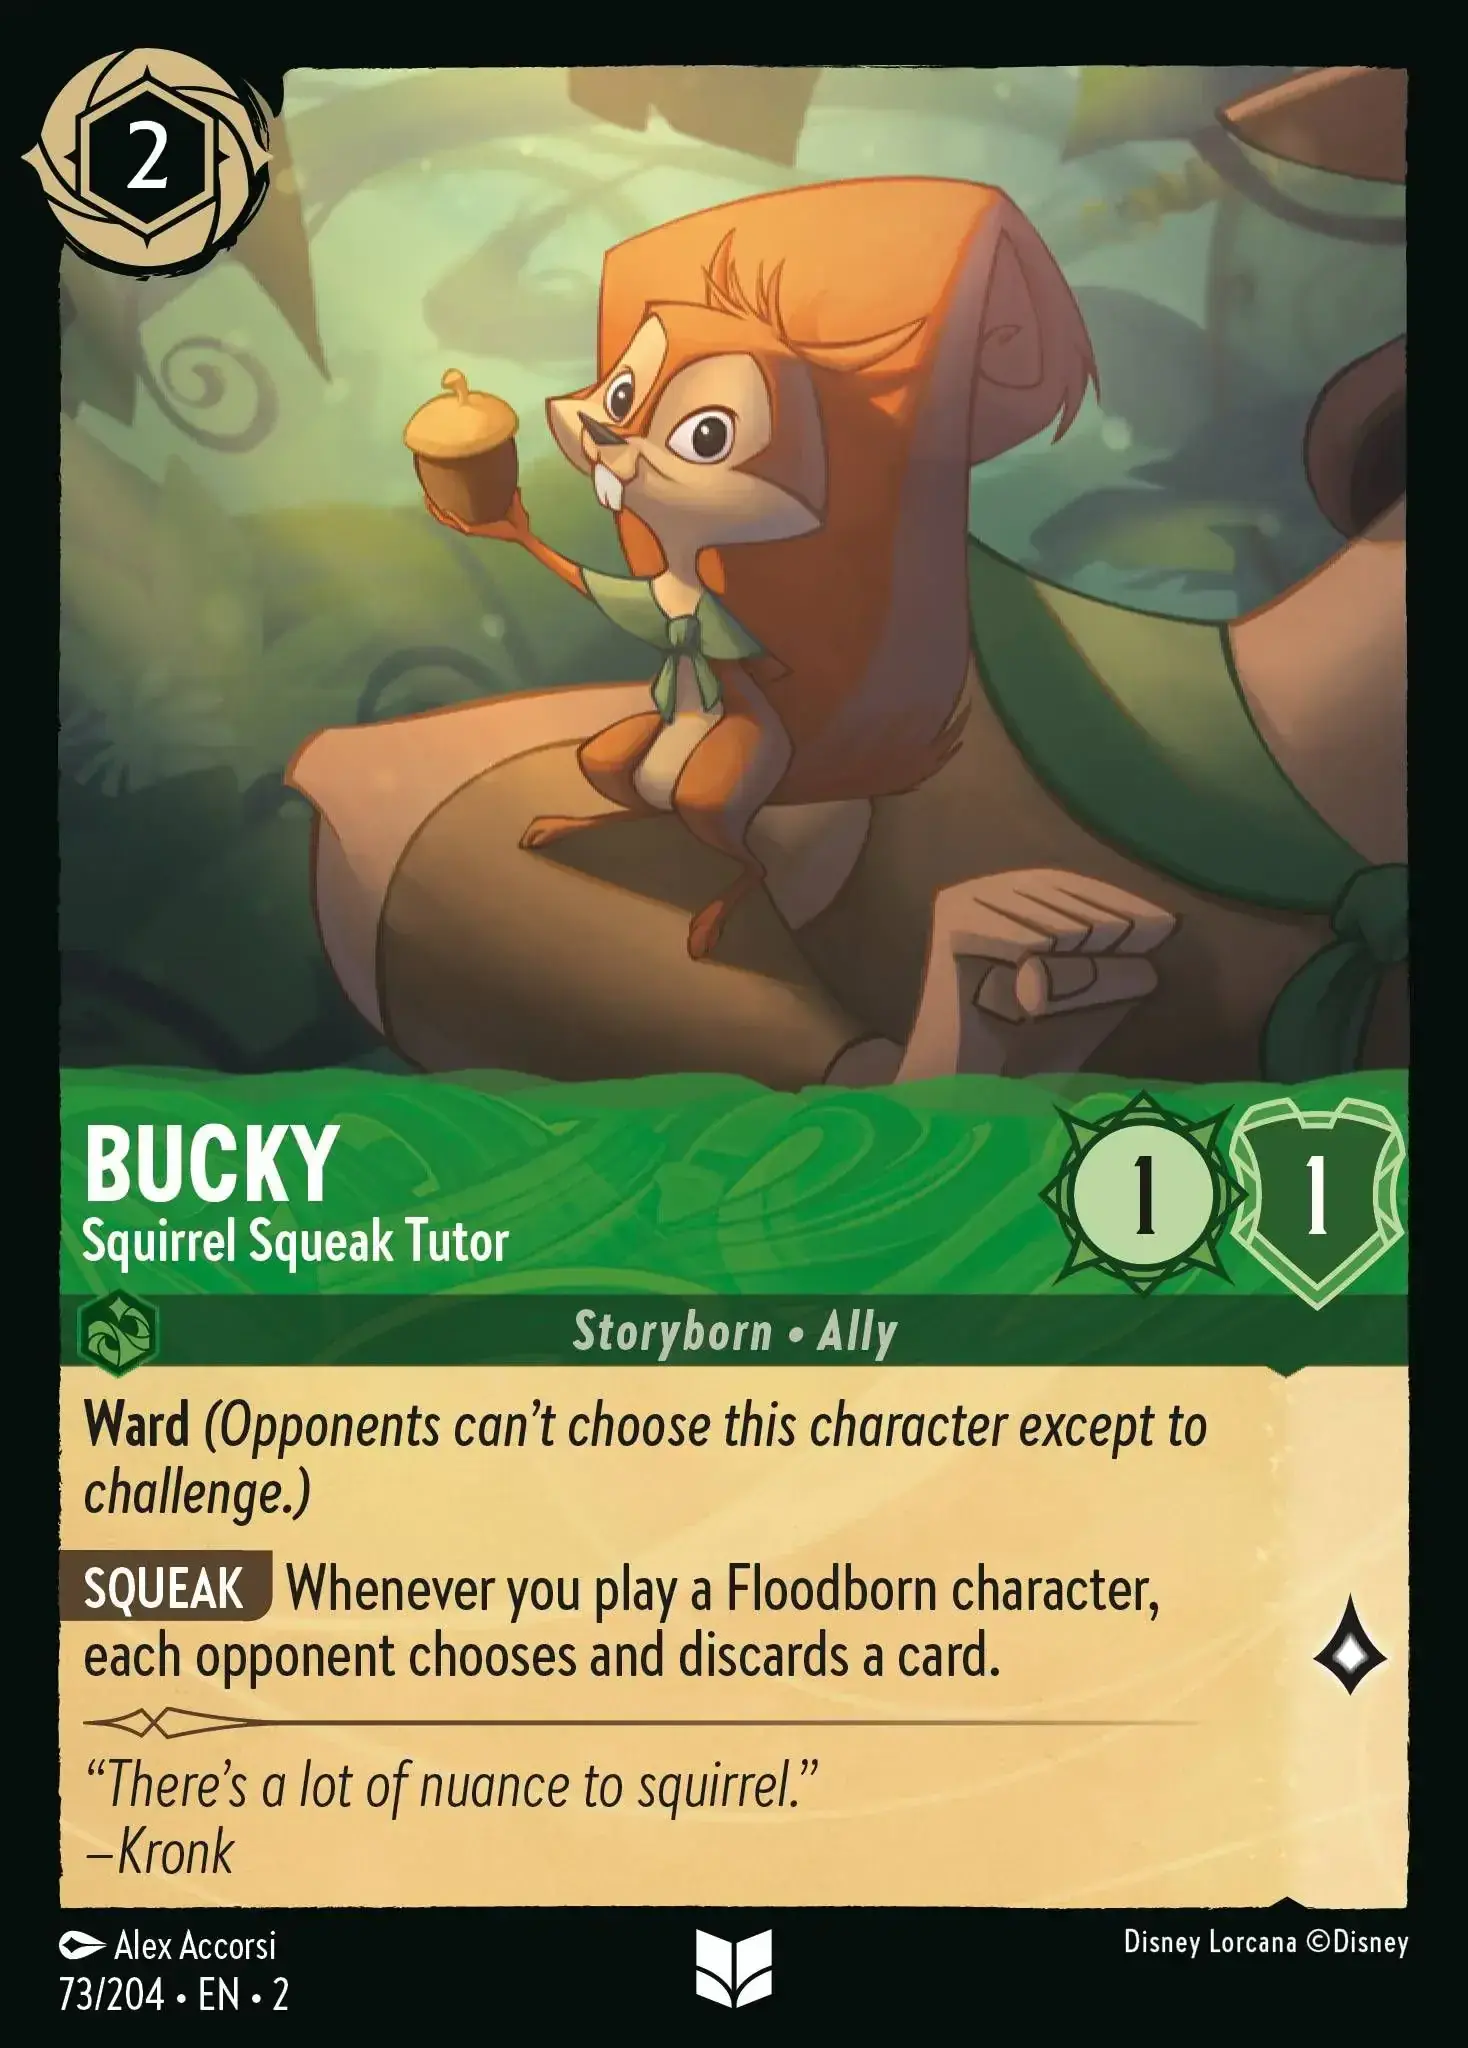 2
BUCKY
Squirrel Squeak Tutor
1
1
Storyborn • Ally
Ward (Opponents can’t choose this character except to
challenge.)
SQUEAK Whenever you play a Floodborn character,
each opponent chooses and discards a card.
“There’s a lot of nuance to squirrel.”
–Kronk
Alex Accorsi
Disney Lorcana ©Disney
73/204 • EN • 2